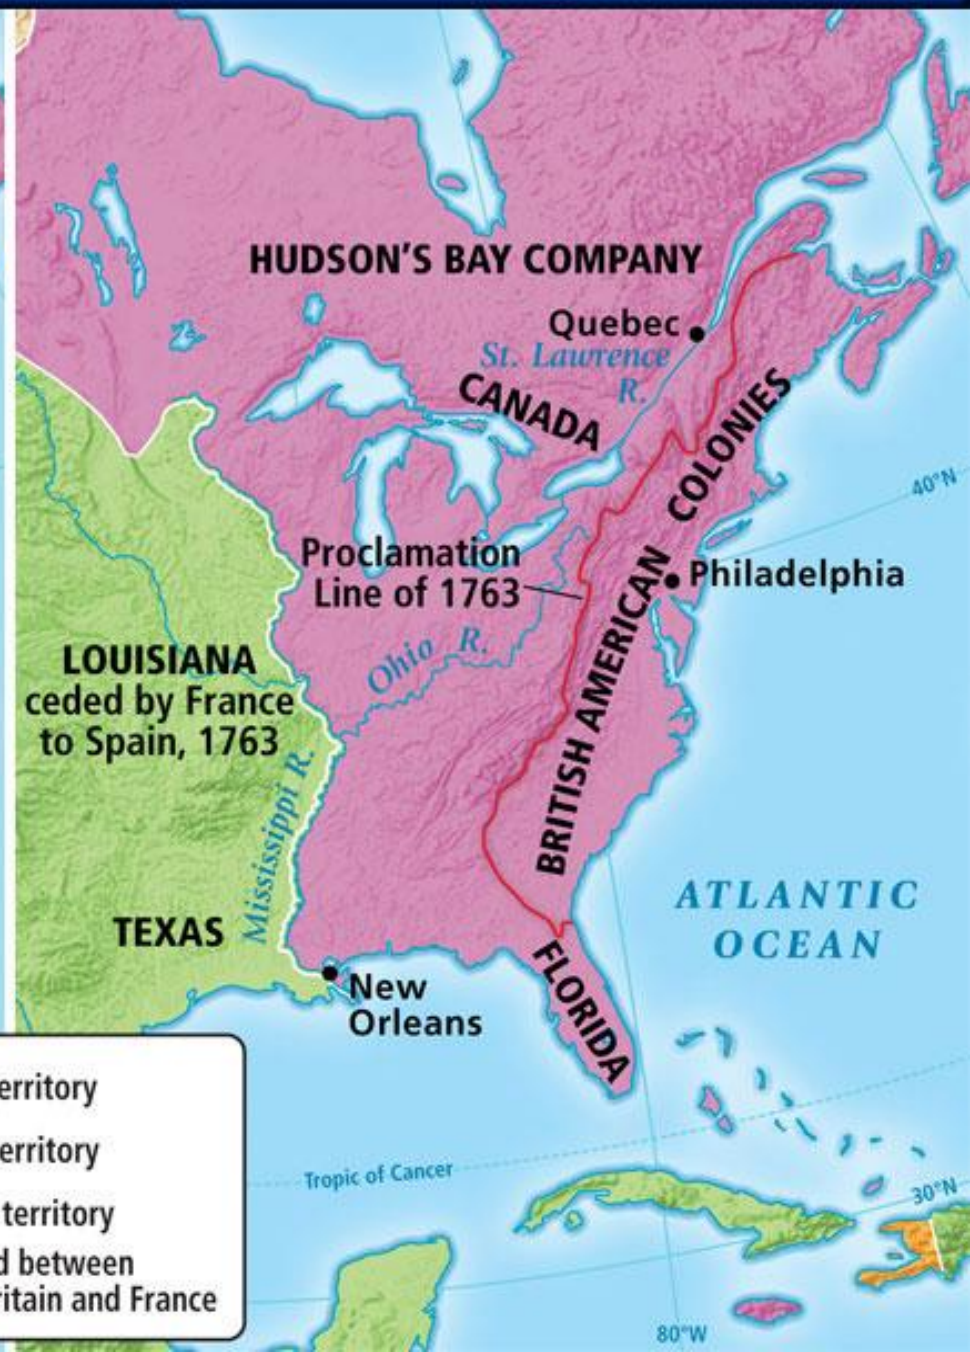 HUDSON'S BAY COMPANY
Quebec
St. Lawrence
R.
CANADA
COLONIES
40°N
Proclamation
Line of 1763
Philadelphia
BRITISH AMERICAN
Ohio R.
LOUISIANA
ceded by France
to Spain, 1763
Mississippi R.
ATLANTIC
OCEAN
TEXAS
FLORIDA
New
Orleans
erritory
erritory
territory
d between
ritain and France
Tropic of Cancer
30°N
80°W